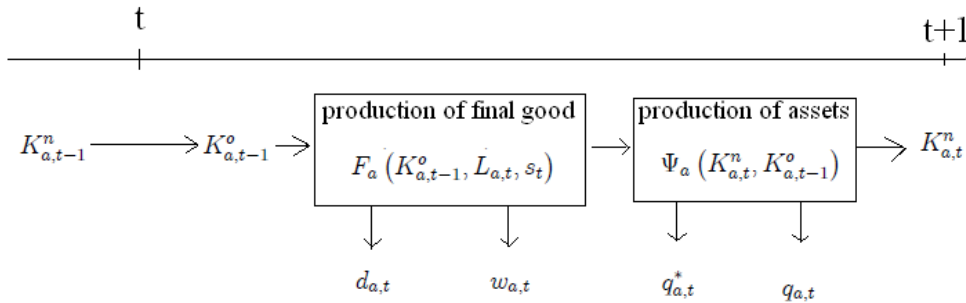 t t+1
production of final good production of assets
K^n_{a,t-1} K^o_{a,t-1} F_a (K^o_{a,t-1}, L_{a,t}, s_t) Ψ_a (K^n_{a,t}, K^o_{a,t-1}) K^n_{a,t}
d_{a,t} w_{a,t} q^*_{a,t} q_{a,t}